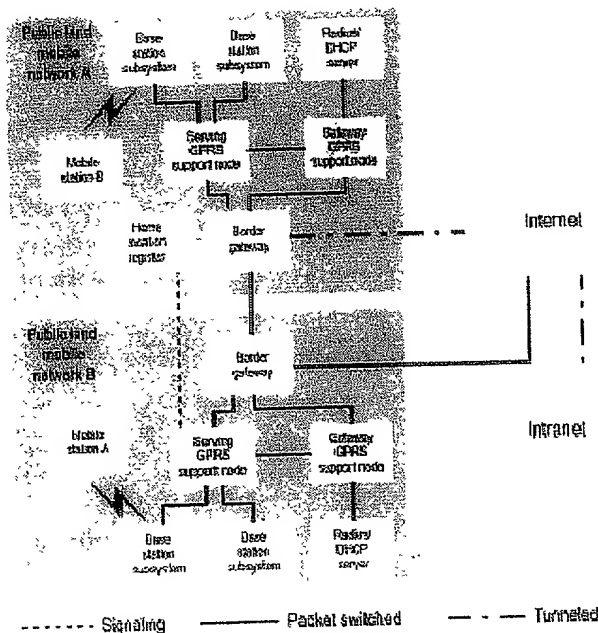 Public land
mobile
network A
Base
station
subsystem
Base
station
subsystem
Radius/
DHCP
server
Mobile
station B
Serving
GPRS
support node
Gateway
GPRS
support node
Home
location
register
Border
gateway
Internet
Public land
mobile
network B
Border
gateway
Mobile
station A
Serving
GPRS
support node
Gateway
GPRS
support node
Intranet
Base
station
subsystem
Base
station
subsystem
Radius/
DHCP
server
Signaling
Packet switched
Tunneled